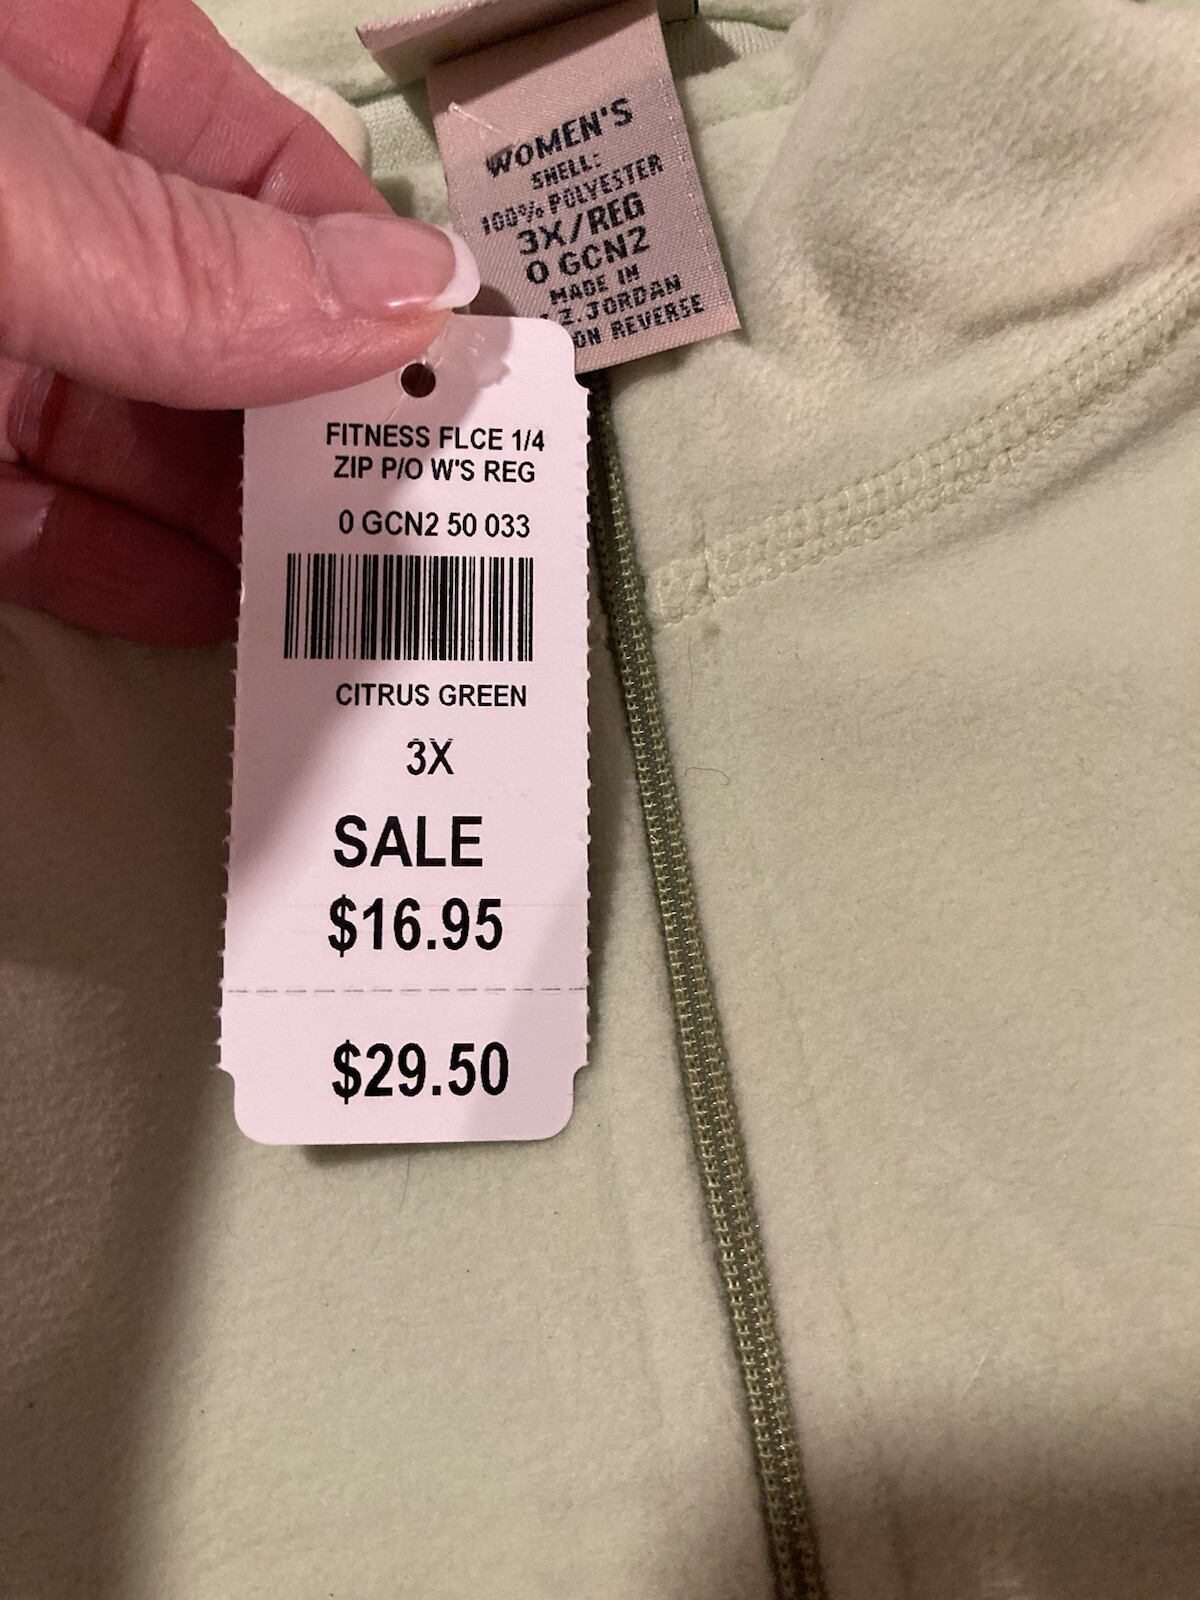 WOMEN'S
SHELL:
100% POLYESTER
3X/REG
0 GCN2
MADE IN
Z. JORDAN
ON REVERSE
FITNESS FLCE 1/4
ZIP P/O W'S REG
0 GCN2 50 033
CITRUS GREEN
3X
SALE
$16.95
$29.50